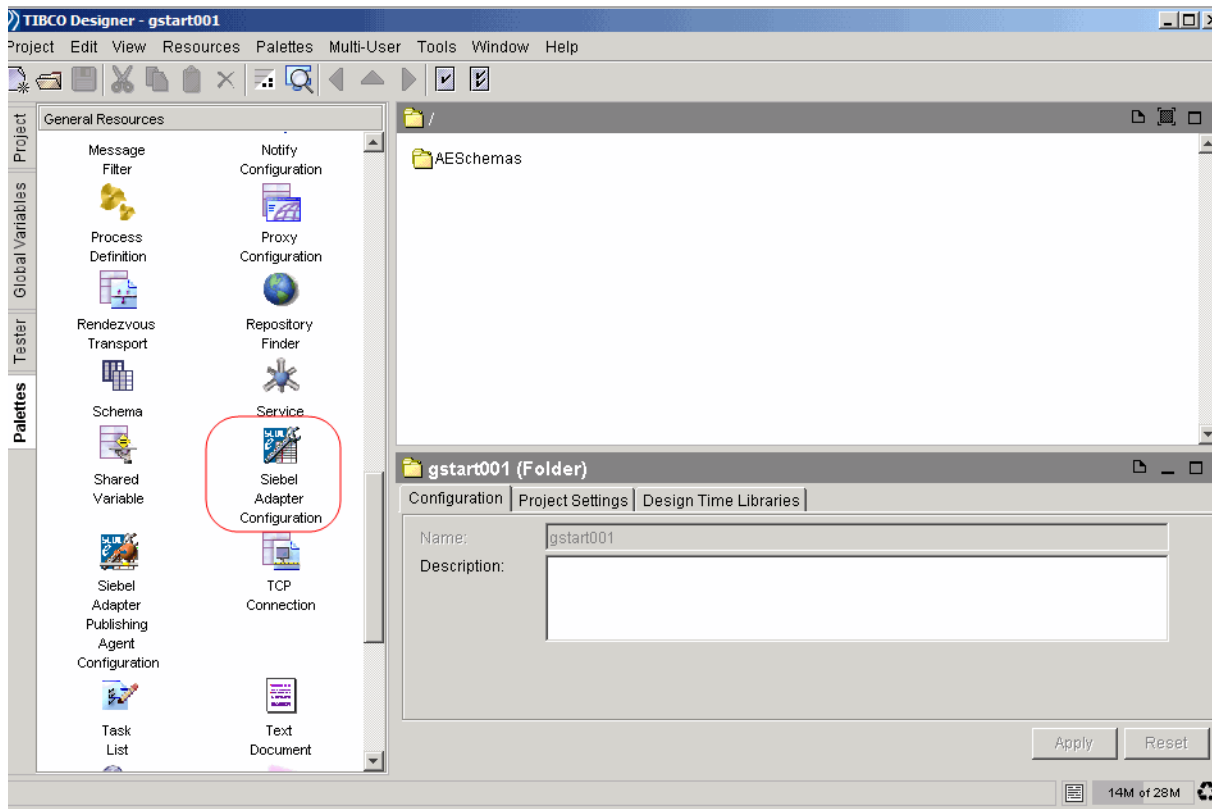 TIBCO Designer - gstart001
Project Edit View Resources Palettes Multi-User Tools Window Help
Project
Global Variables
Tester
Palettes
General Resources
Message
Filter
Notify
Configuration
Process
Definition
Proxy
Configuration
Rendezvous
Transport
Repository
Finder
Schema
Service
Shared
Variable
Siebel
Adapter
Configuration
Siebel
Adapter
Publishing
Agent
Configuration
TCP
Connection
Task
List
Text
Document
/
AESchemas
gstart001 (Folder)
Configuration Project Settings Design Time Libraries
Name: gstart001
Description:
Apply Reset
14M of 28M